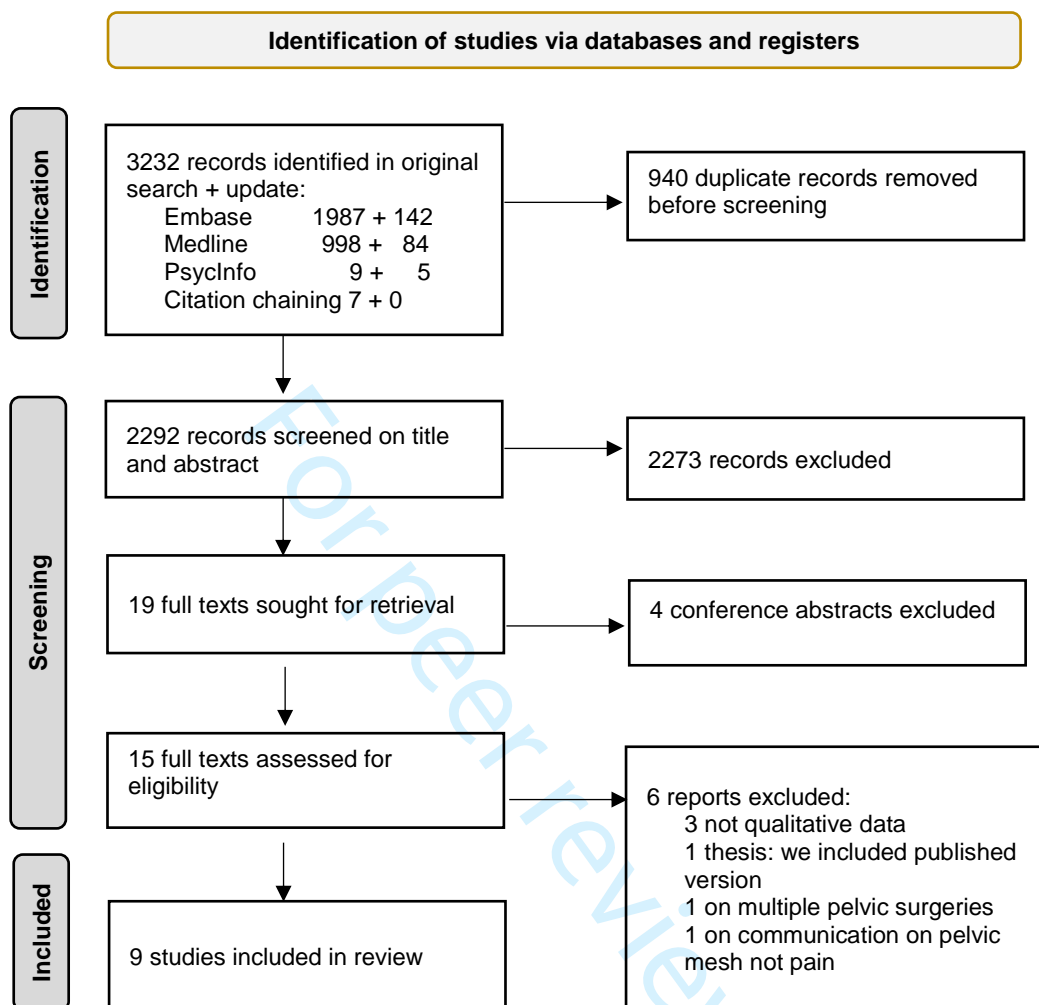 Identification of studies via databases and registers
Identification
3232 records identified in original
search + update:
Embase 1987 + 142
Medline 998 + 84
PsycInfo 9 + 5
Citation chaining 7 + 0
940 duplicate records removed
before screening
Screening
2292 records screened on title
and abstract
2273 records excluded
19 full texts sought for retrieval
4 conference abstracts excluded
15 full texts assessed for
eligibility
6 reports excluded:
3 not qualitative data
1 thesis: we included published
version
1 on multiple pelvic surgeries
1 on communication on pelvic
mesh not pain
Included
9 studies included in review
For peer review